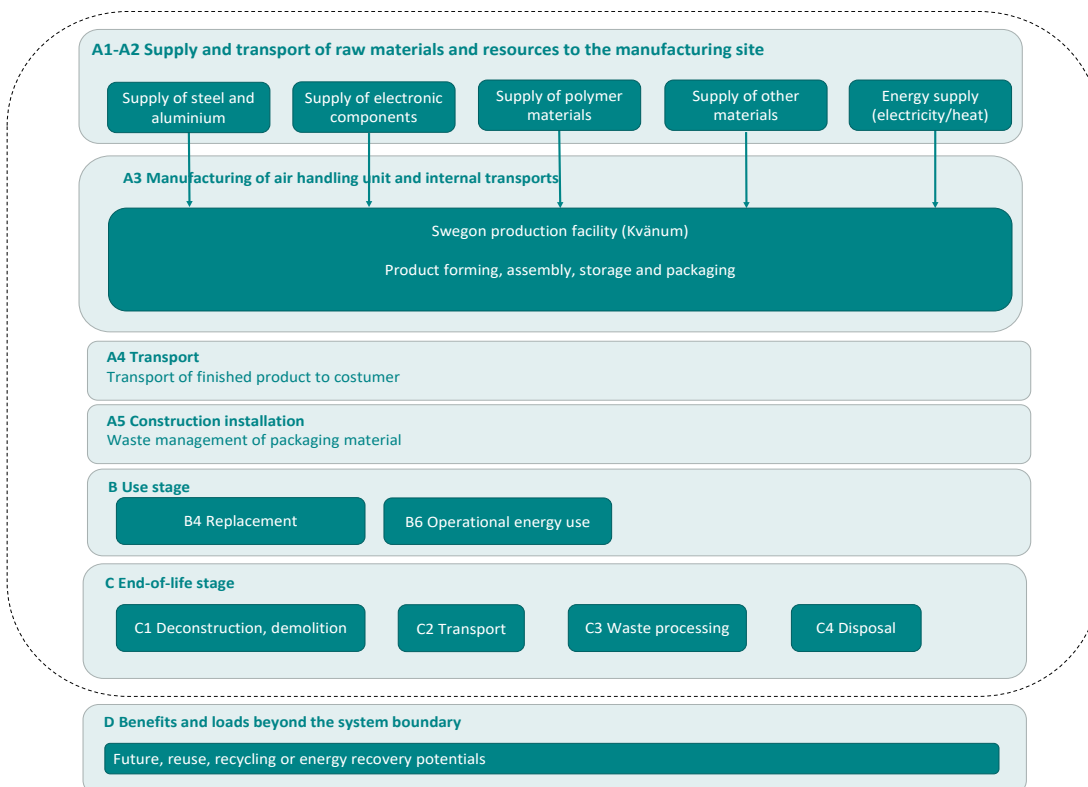 A1-A2 Supply and transport of raw materials and resources to the manufacturing site
Supply of steel and
aluminium
Supply of electronic
components
Supply of polymer
materials
Supply of other
materials
Energy supply
(electricity/heat)
A3 Manufacturing of air handling unit and internal transports
Swegon production facility (Kvänum)
Product forming, assembly, storage and packaging
A4 Transport
Transport of finished product to costumer
A5 Construction installation
Waste management of packaging material
B Use stage
B4 Replacement
B6 Operational energy use
C End-of-life stage
C1 Deconstruction, demolition
C2 Transport
C3 Waste processing
C4 Disposal
D Benefits and loads beyond the system boundary
Future, reuse, recycling or energy recovery potentials